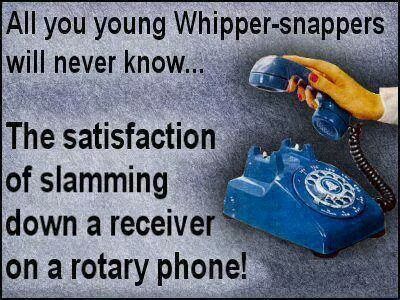 All you young Whipper-snappers
will never know...
The satisfaction
of slamming
down a receiver
on a rotary phone!